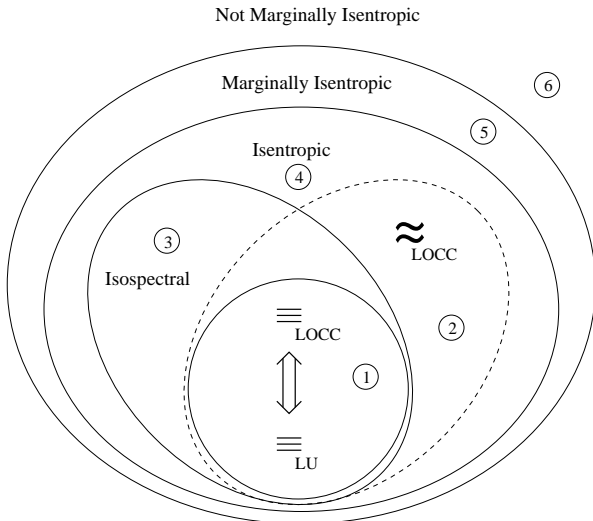 Not Marginally Isentropic
6
Marginally Isentropic
5
Isentropic
4
3
≈LOCC
Isospectral
≡LOCC
2
1
⇕
≡LU